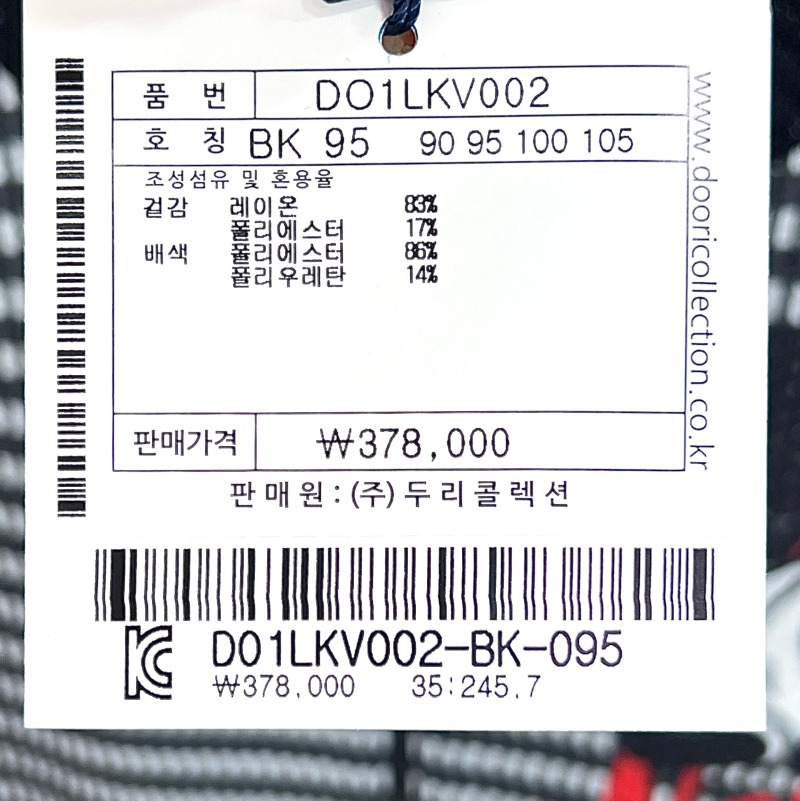 품 번 DO1LKV002
호 칭 BK 95 90 95 100 105
조성섬유 및 혼용율
겉감 레이온 83%
폴리에스터 17%
배색 폴리에스터 86%
폴리우레탄 14%
판매가격 ₩378,000
판매원:(주)두리콜렉션
www.dooricollection.co.kr
KC DO1LKV002-BK-095
₩378,000 35:245.7